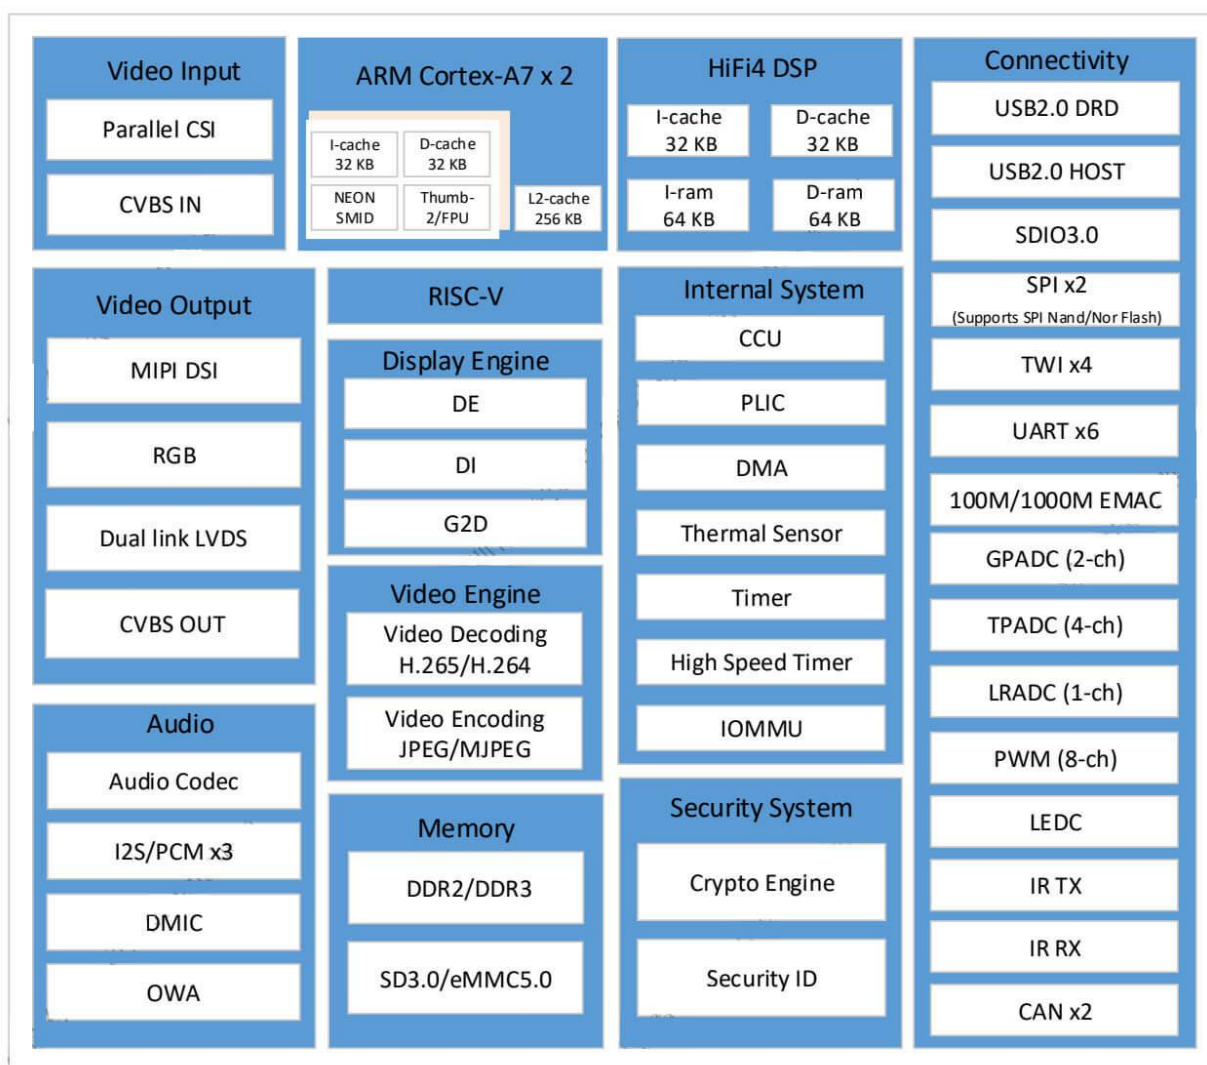 Video Input
Parallel CSI
CVBS IN
ARM Cortex-A7 x 2
I-cache
32 KB
D-cache
32 KB
NEON
SMID
Thumb-
2/FPU
L2-cache
256 KB
HiFi4 DSP
I-cache
32 KB
D-cache
32 KB
I-ram
64 KB
D-ram
64 KB
Video Output
MIPI DSI
RGB
Dual link LVDS
CVBS OUT
RISC-V
Display Engine
DE
DI
G2D
Video Engine
Video Decoding
H.265/H.264
Video Encoding
JPEG/MJPEG
Internal System
CCU
PLIC
DMA
Thermal Sensor
Timer
High Speed Timer
IOMMU
Audio
Audio Codec
I2S/PCM x3
DMIC
OWA
Memory
DDR2/DDR3
SD3.0/eMMC5.0
Security System
Crypto Engine
Security ID
Connectivity
USB2.0 DRD
USB2.0 HOST
SDIO3.0
SPI x2
(Supports SPI Nand/Nor Flash)
TWI x4
UART x6
100M/1000M EMAC
GPADC (2-ch)
TPADC (4-ch)
LRADC (1-ch)
PWM (8-ch)
LEDC
IR TX
IR RX
CAN x2